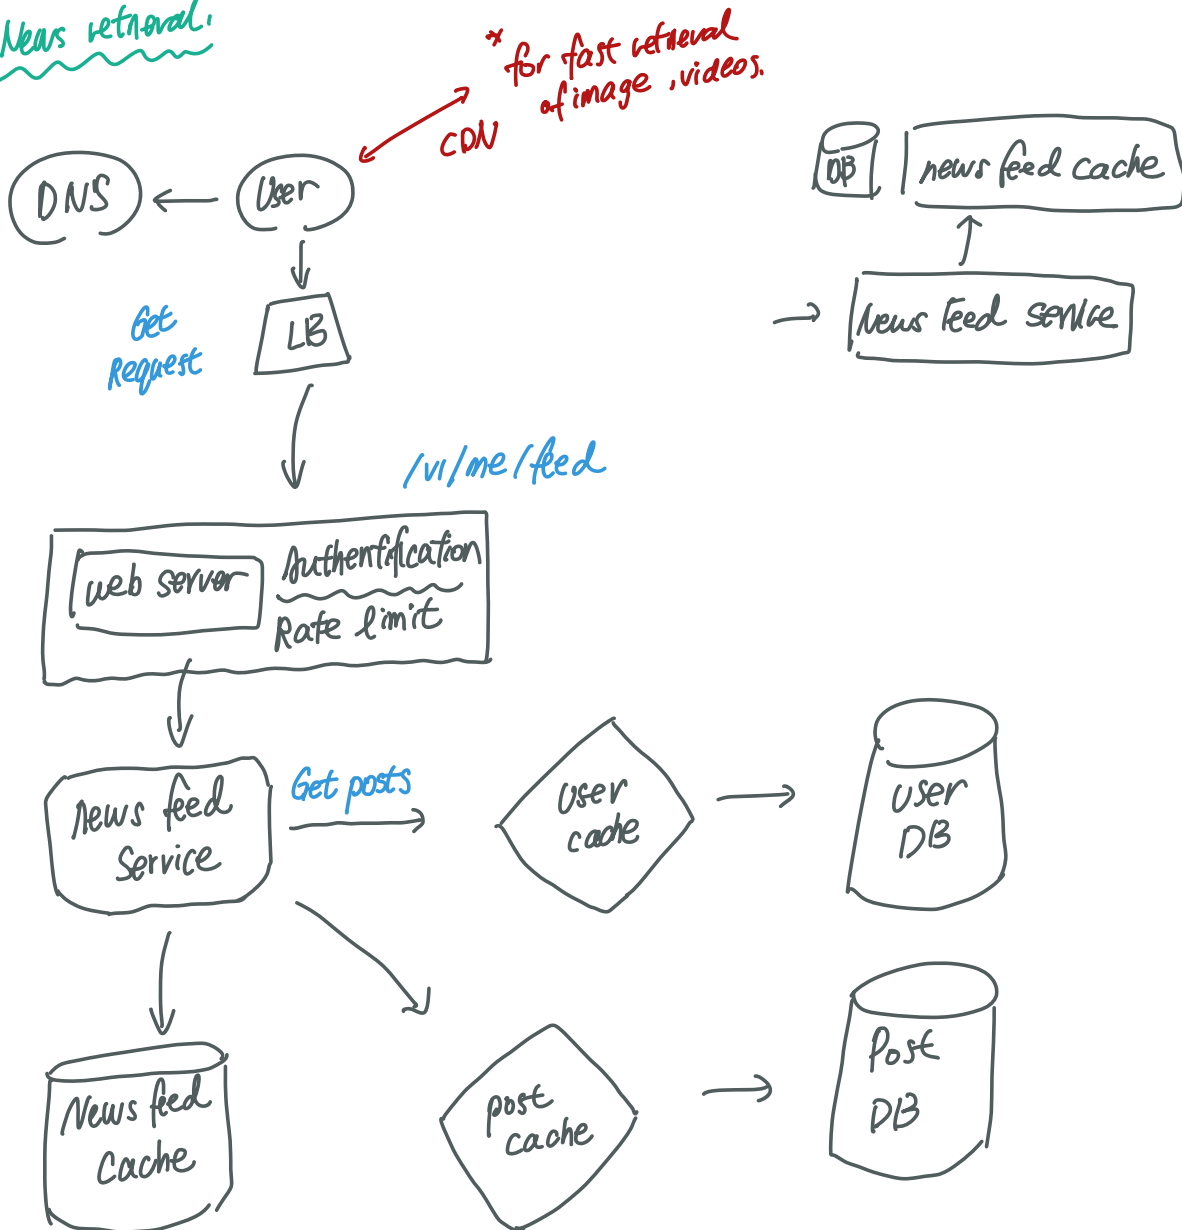 News retrieval.
* for fast retrieval
of image, videos.
CDN
DNS
User
DB
news feed cache
Get
Request
LB
News Feed service
/v1/me/feed
web server
Authentification
Rate limit
news feed
Service
Get posts
user
cache
user
DB
News feed
cache
post
cache
Post
DB